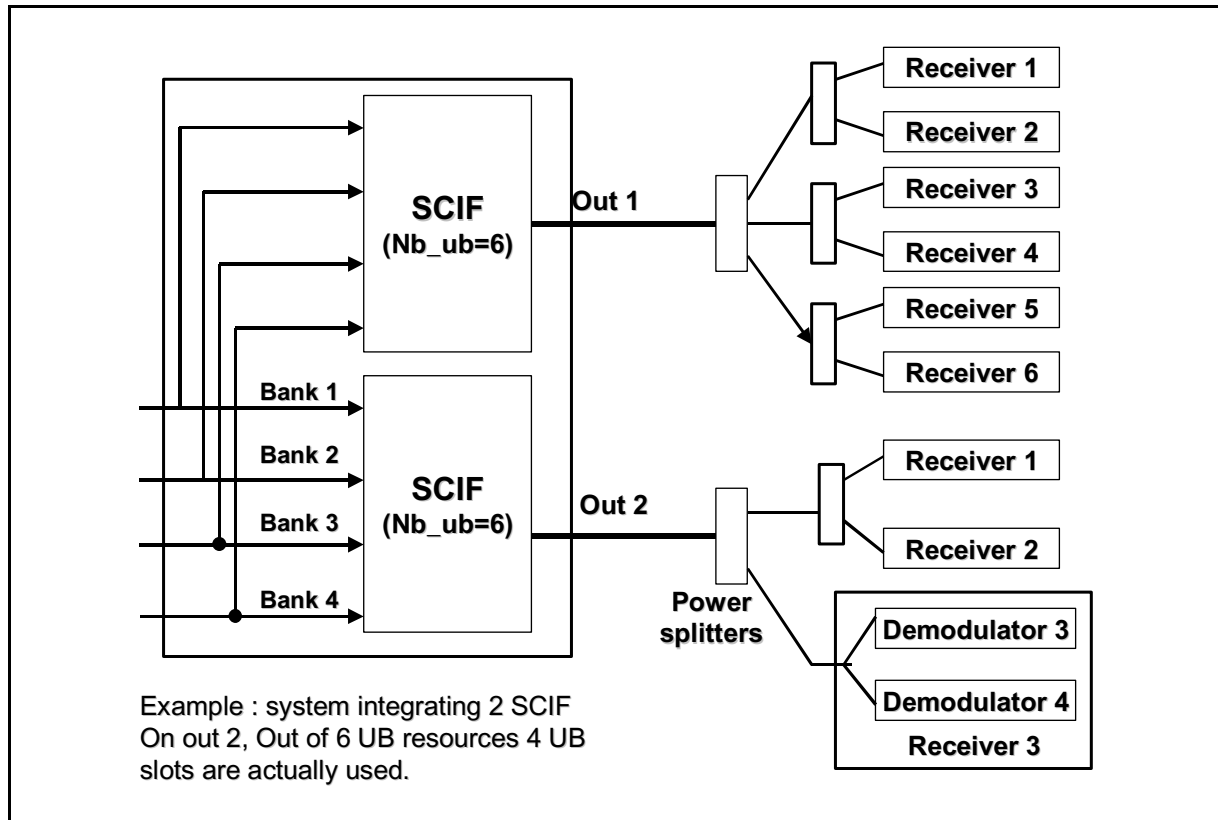 SCIF
(Nb_ub=6)
Out 1
Receiver 1
Receiver 2
Receiver 3
Receiver 4
Receiver 5
Receiver 6
Bank 1
Bank 2
Bank 3
Bank 4
SCIF
(Nb_ub=6)
Out 2
Power
splitters
Receiver 1
Receiver 2
Demodulator 3
Demodulator 4
Receiver 3
Example : system integrating 2 SCIF
On out 2, Out of 6 UB resources 4 UB
slots are actually used.